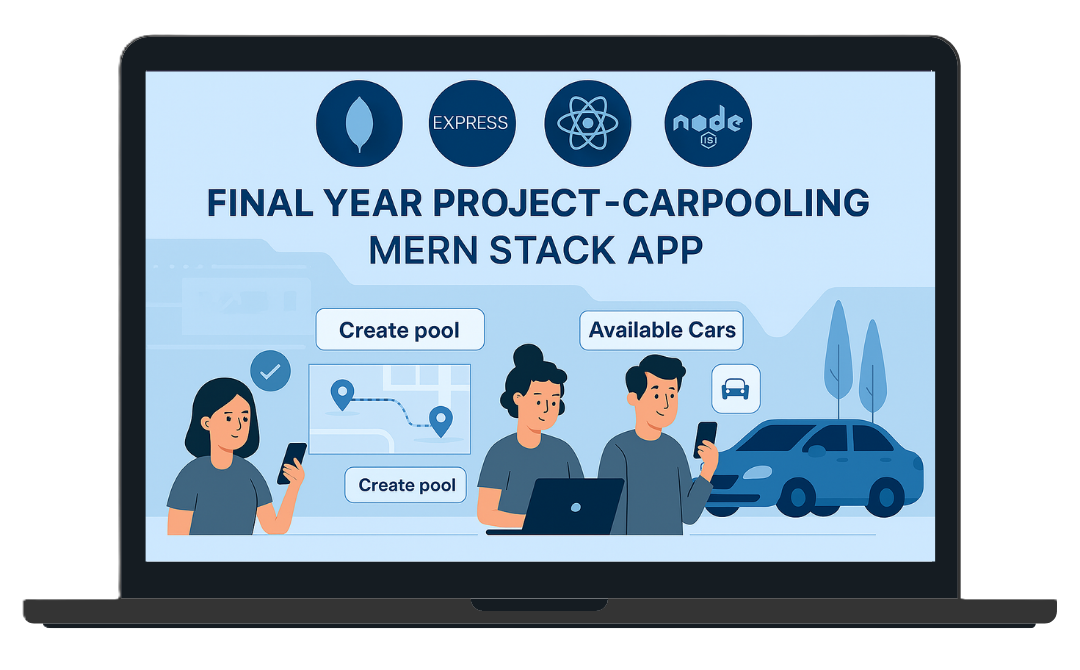 EXPRESS
node
JS
FINAL YEAR PROJECT-CARPOOLING
MERN STACK APP
Create pool
Available Cars
Create pool